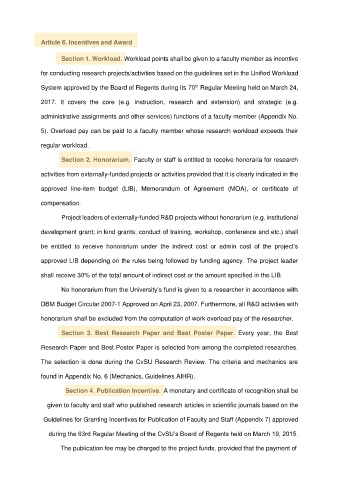 Article 6. Incentives and Award
Section 1. Workload. Workload points shall be given to a faculty member as incentive
for conducting research projects/activities based on the guidelines set in the Unified Workload
System approved by the Board of Regents during its 70th Regular Meeting held on March 24,
2017. It covers the core (e.g. instruction, research and extension) and strategic (e.g.
administrative assignments and other services) functions of a faculty member (Appendix No.
5). Overload pay can be paid to a faculty member whose research workload exceeds their
regular workload.
Section 2. Honorarium. Faculty or staff is entitled to receive honoraria for research
activities from externally-funded projects or activities provided that it is clearly indicated in the
approved line-item budget (LIB), Memorandum of Agreement (MOA), or certificate of
compensation.
Project leaders of externally-funded R&D projects without honorarium (e.g. institutional
development grant; in kind grants; conduct of training, workshop, conference and etc.) shall
be entitled to receive honorarium under the indirect cost or admin cost of the project's
approved LIB depending on the rules being followed by funding agency. The project leader
shall receive 30% of the total amount of indirect cost or the amount specified in the LIB.
No honorarium from the University's fund is given to a researcher in accordance with
DBM Budget Circular 2007-1 Approved on April 23, 2007. Furthermore, all R&D activities with
honorarium shall be excluded from the computation of work overload pay of the researcher.
Section 3. Best Research Paper and Best Poster Paper. Every year, the Best
Research Paper and Best Poster Paper is selected from among the completed researches.
The selection is done during the CvSU Research Review. The criteria and mechanics are
found in Appendix No. 6 (Mechanics, Guidelines AIHR).
Section 4. Publication Incentive. A monetary and certificate of recognition shall be
given to faculty and staff who published research articles in scientific journals based on the
Guidelines for Granting Incentives for Publication of Faculty and Staff (Appendix 7) approved
during the 63rd Regular Meeting of the CvSU's Board of Regents held on March 19, 2015.
The publication fee may be charged to the project funds, provided that the payment of